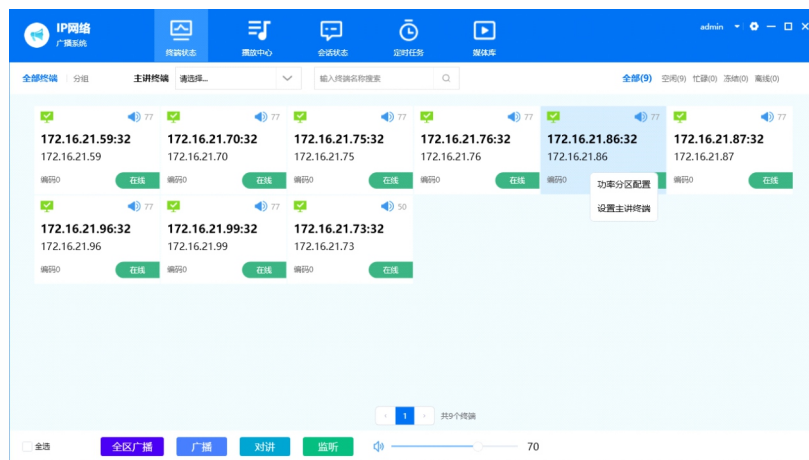 IP网络
广播系统
终端状态
播放中心
会话状态
定时任务
媒体库
admin
全部终端 分组 主讲终端 请选择... 输入终端名称搜索 全部(9) 空闲(9) 忙碌(0) 冻结(0) 离线(0)
77 77 77 77 77 77
172.16.21.59:32 172.16.21.70:32 172.16.21.75:32 172.16.21.76:32 172.16.21.86:32 172.16.21.87:32
172.16.21.59 172.16.21.70 172.16.21.75 172.16.21.76 172.16.21.86 172.16.21.87
编码0 在线 编码0 在线 编码0 在线 编码0 在线 编码0 编码0 在线
功率分区配置
设置主讲终端
77 77 50
172.16.21.96:32 172.16.21.99:32 172.16.21.73:32
172.16.21.96 172.16.21.99 172.16.21.73
编码0 在线 编码0 在线 编码0 在线
1 共9个终端
全选 全区广播 广播 对讲 监听 70